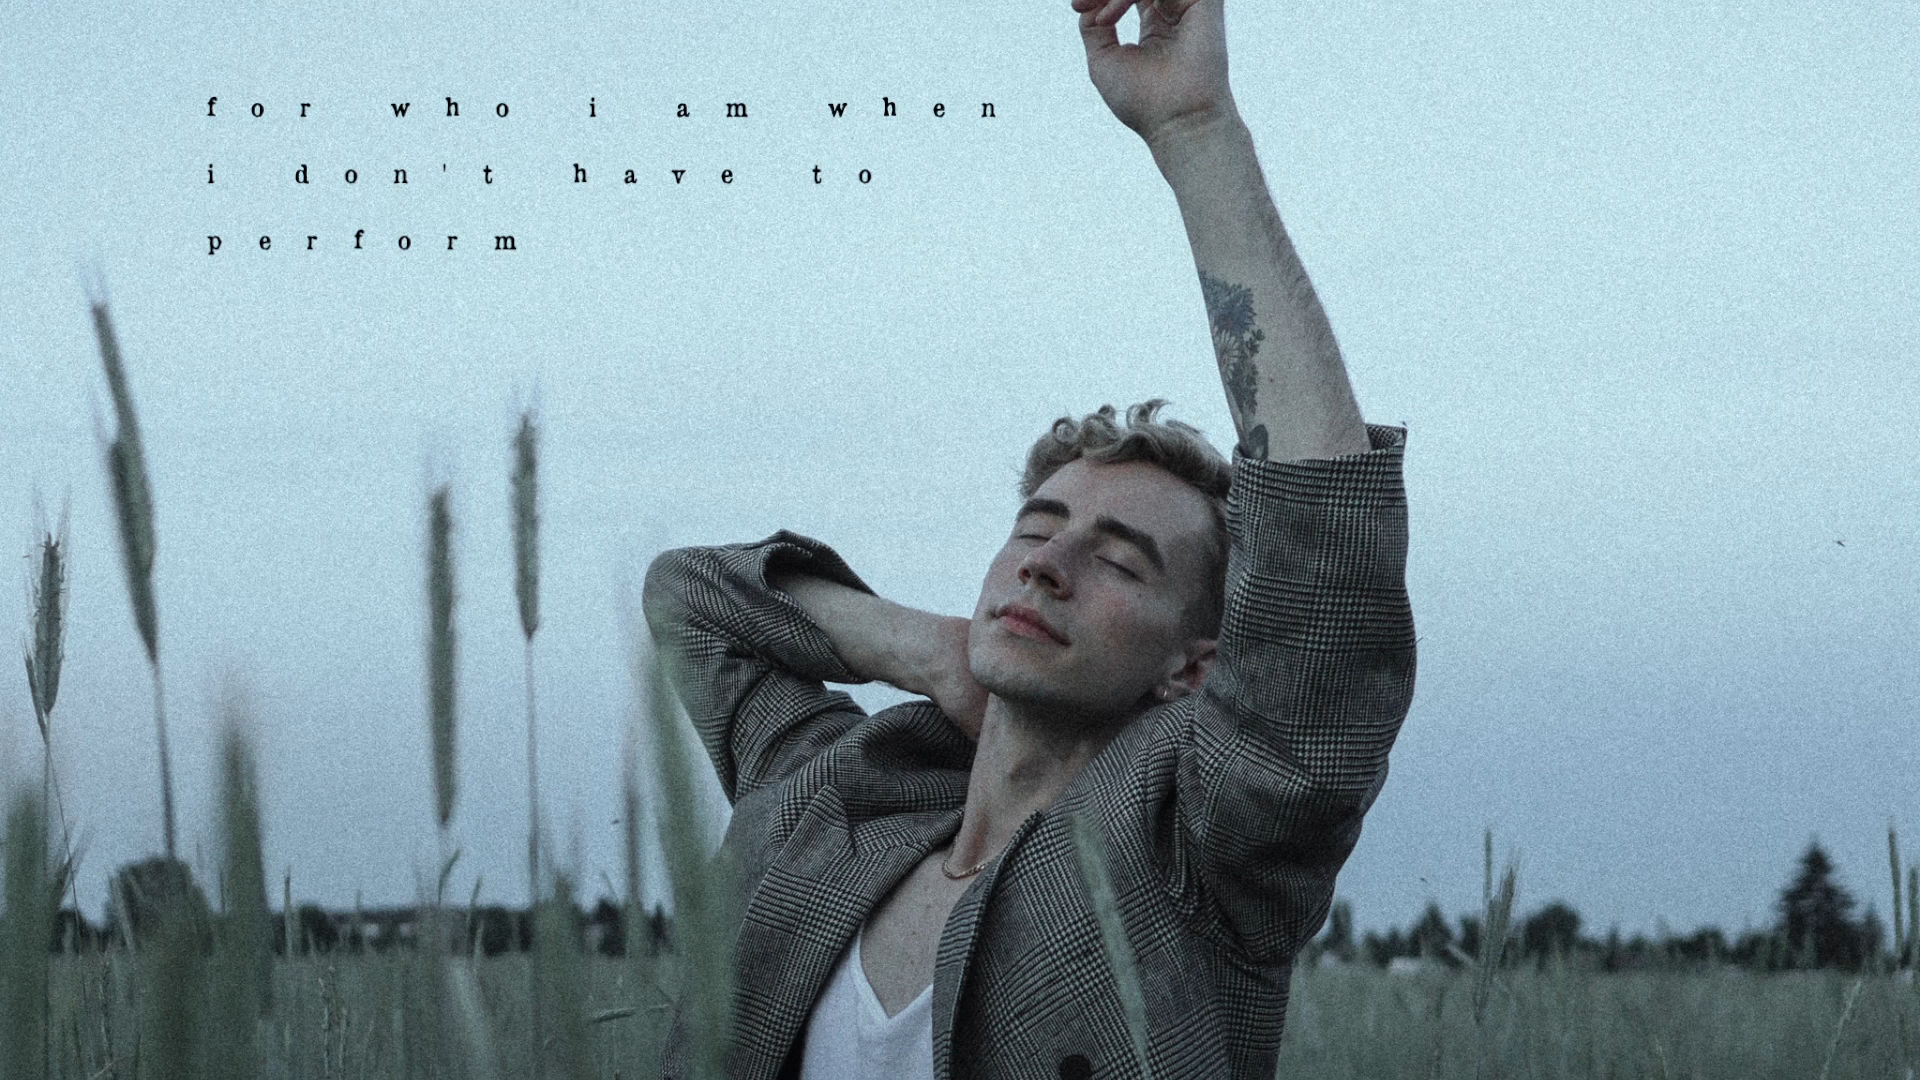 for who i am when
i don't have to
perform